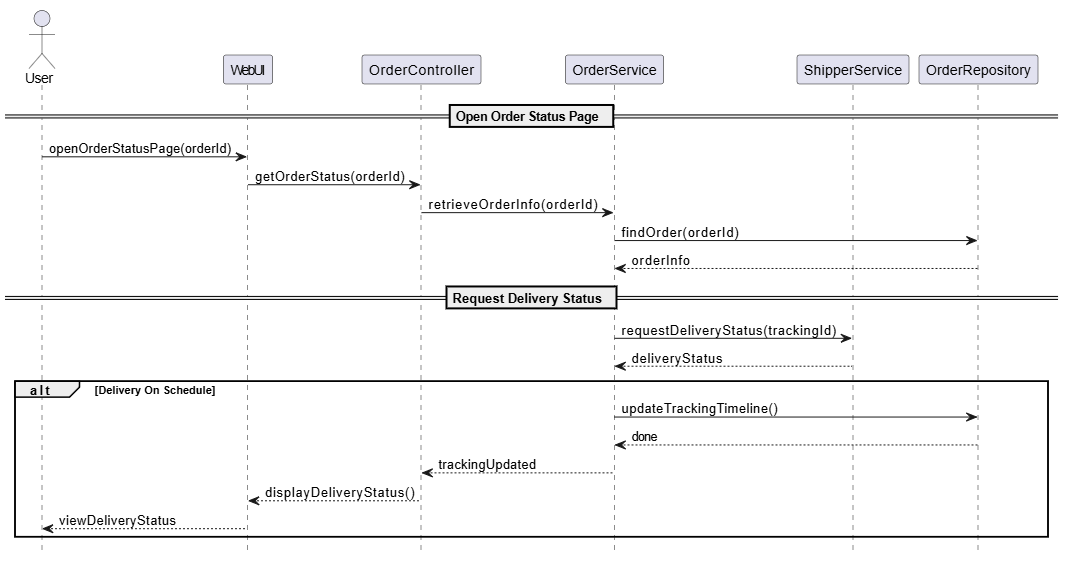 User
WebUI
OrderController
OrderService
ShipperService
OrderRepository
Open Order Status Page
openOrderStatusPage(orderId)
getOrderStatus(orderId)
retrieveOrderInfo(orderId)
findOrder(orderId)
orderInfo
Request Delivery Status
requestDeliveryStatus(trackingId)
deliveryStatus
alt
[Delivery On Schedule]
updateTrackingTimeline()
done
trackingUpdated
displayDeliveryStatus()
viewDeliveryStatus